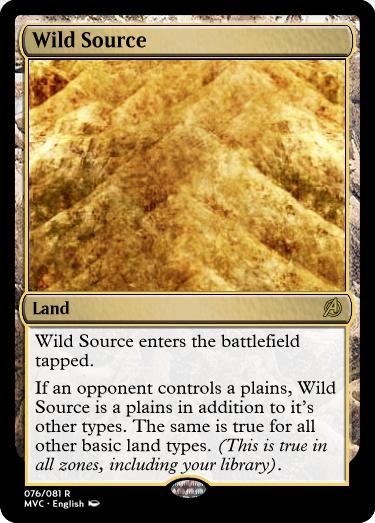 Wild Source
Land
Wild Source enters the battlefield
tapped.
If an opponent controls a plains, Wild
Source is a plains in addition to it's
other types. The same is true for all
other basic land types. (This is true in
all zones, including your library).
076/081 R
MVC • English